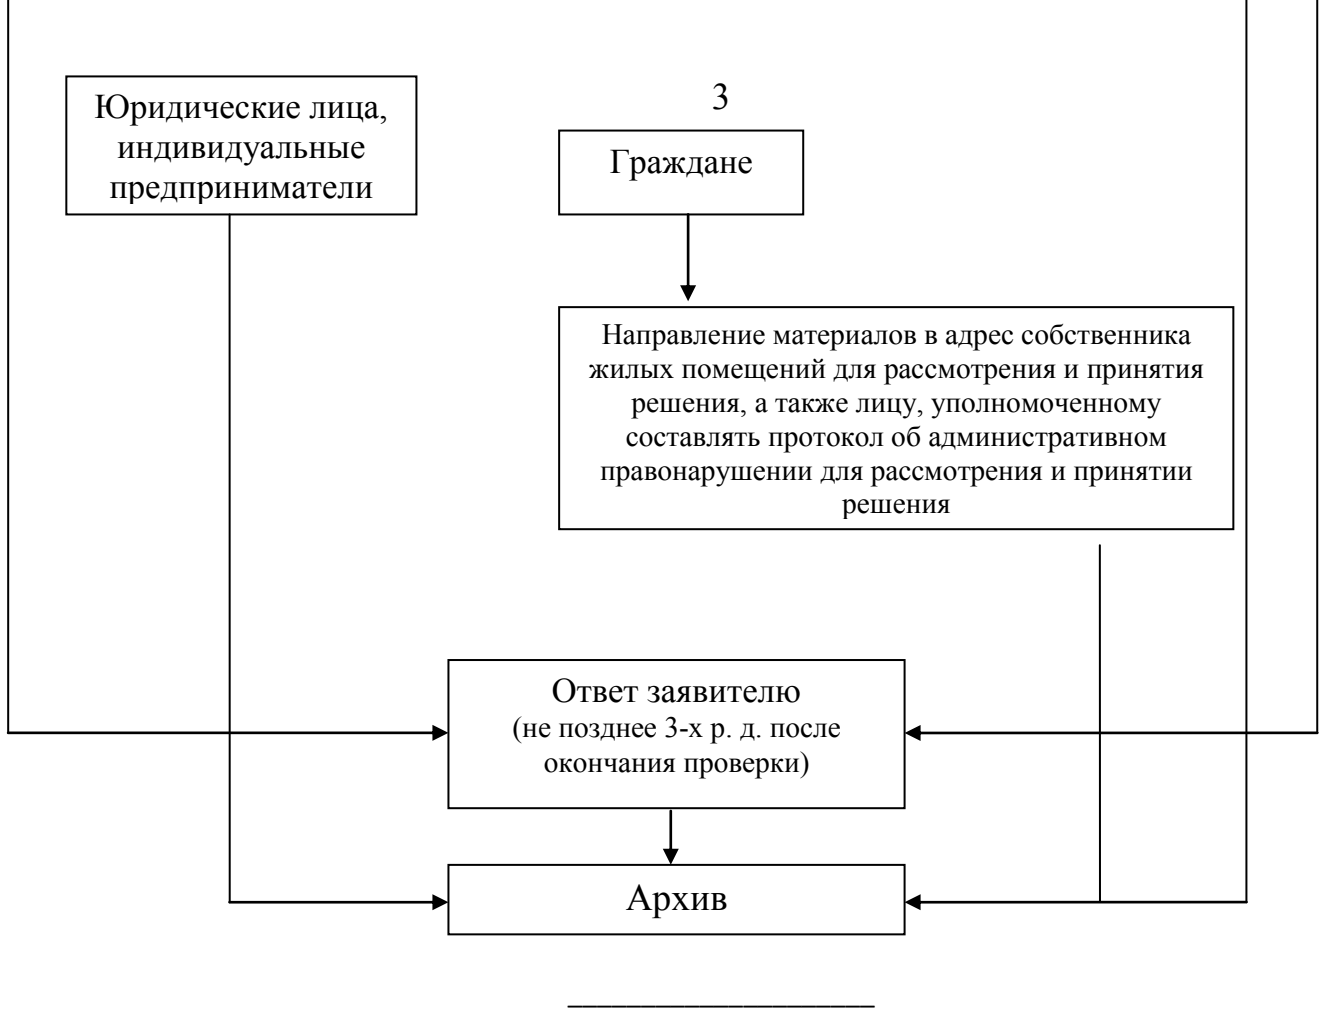 3
Юридические лица,
индивидуальные
предприниматели
Граждане
Направление материалов в адрес собственника
жилых помещений для рассмотрения и принятия
решения, а также лицу, уполномоченному
составлять протокол об административном
правонарушении для рассмотрения и принятии
решения
Ответ заявителю
(не позднее 3-х р. д. после
окончания проверки)
Архив